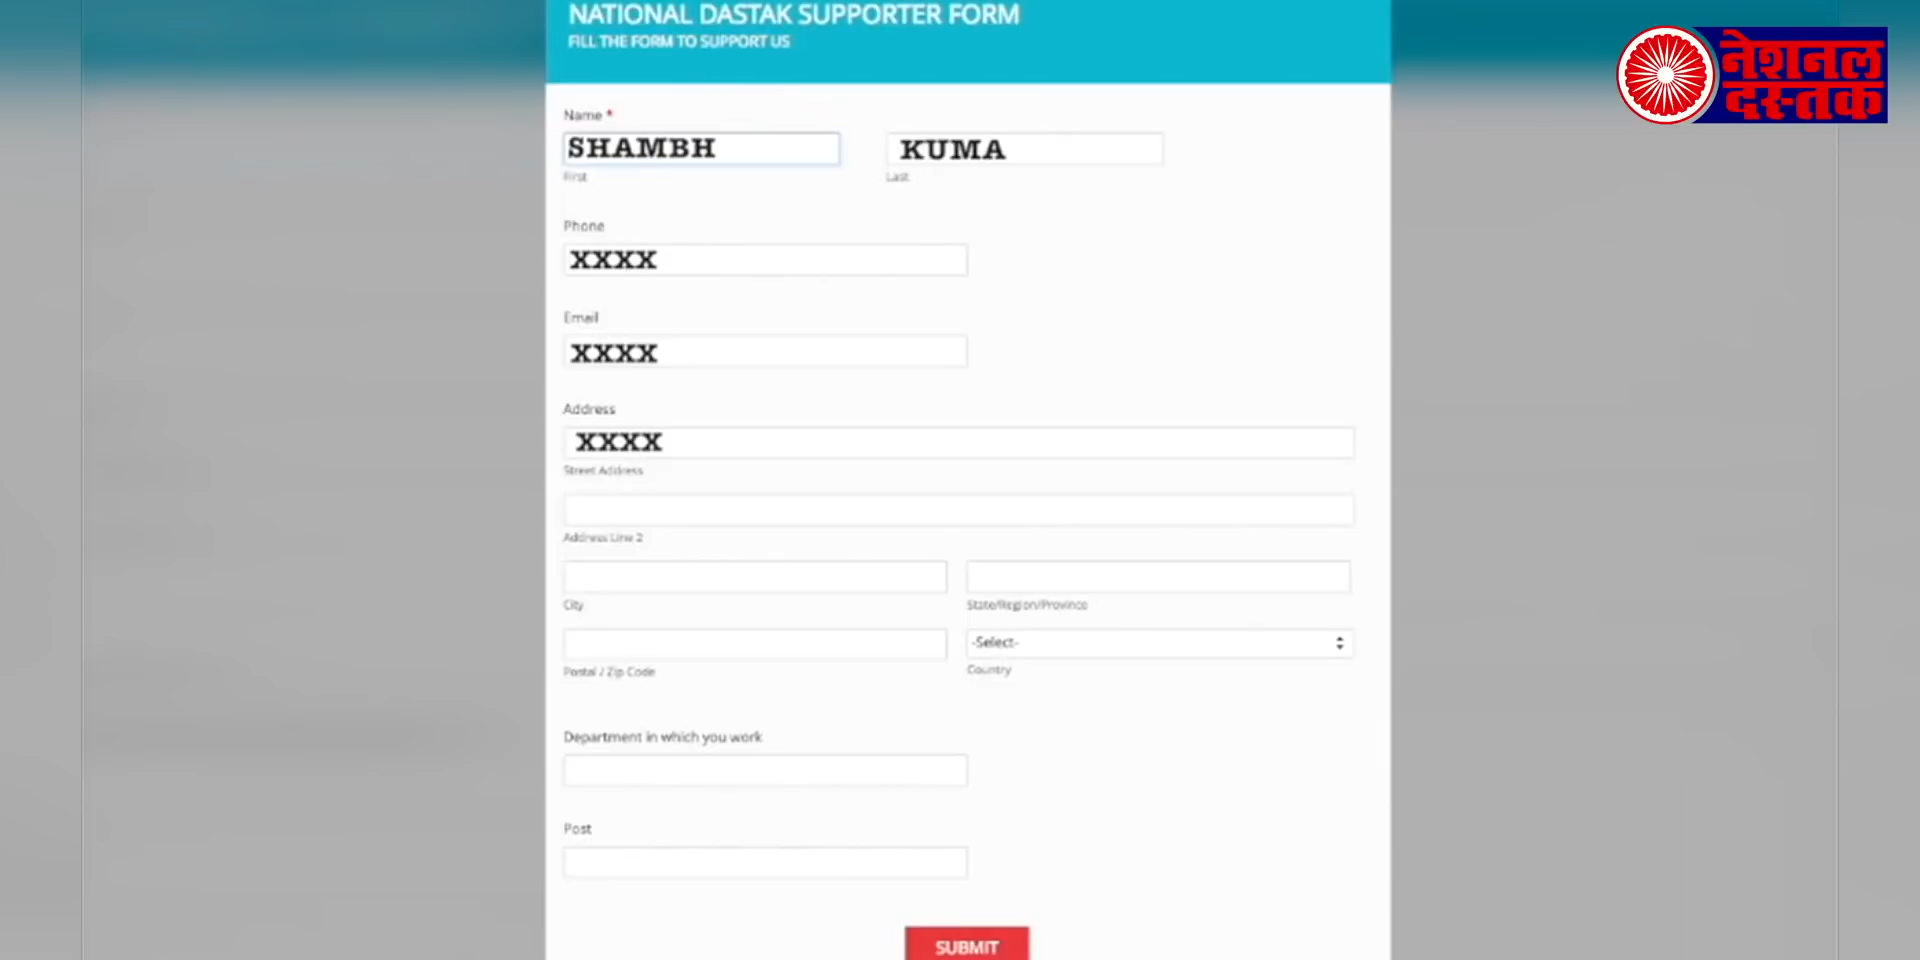 NATIONAL DASTAK SUPPORTER FORM
FILL THE FORM TO SUPPORT US
नेशनल
दस्तक
Name *
SHAMBH KUMA
First Last
Phone
XXXX
Email
XXXX
Address
XXXX
Street Address
Address Line 2
City State/Region/Province
-Select-
Postal / Zip Code Country
Department in which you work
Post
SUBMIT